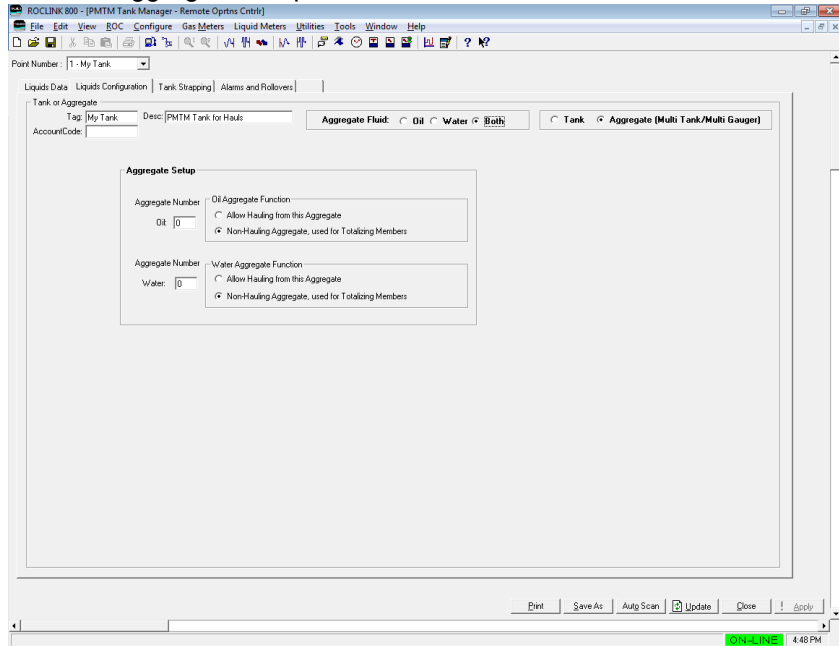 ROCLINK 800 - [PMTM Tank Manager - Remote Oprtns Cntrlr]
File Edit View ROC Configure Gas Meters Liquid Meters Utilities Tools Window Help
Point Number : 1 - My Tank
Liquids Data Liquids Configuration Tank Strapping Alarms and Rollovers
Tank or Aggregate
Tag: My Tank Desc: PMTM Tank for Hauls Aggregate Fluid: Oil Water Both Tank Aggregate (Multi Tank/Multi Gauger)
AccountCode:
Aggregate Setup
Aggregate Number Oil Aggregate Function
Allow Hauling from this Aggregate
Oil: 0
Non-Hauling Aggregate, used for Totalizing Members
Aggregate Number Water Aggregate Function
Allow Hauling from this Aggregate
Water: 0
Non-Hauling Aggregate, used for Totalizing Members
Print Save As Auto Scan Update Close ! Apply
ON-LINE 4:48 PM